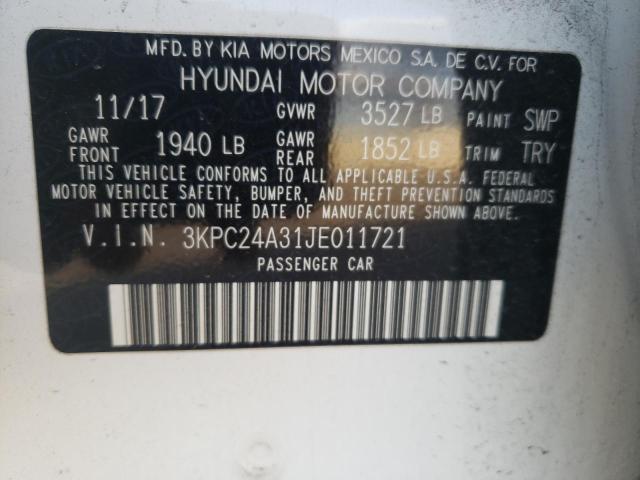 MFD. BY KIA MOTORS MEXICO S.A. DE C.V. FOR
HYUNDAI MOTOR COMPANY
11/17 GVWR 3527 LB PAINT SWP
GAWR FRONT 1940 LB GAWR REAR 1852 LB TRIM TRY
THIS VEHICLE CONFORMS TO ALL APPLICABLE U.S.A. FEDERAL
MOTOR VEHICLE SAFETY, BUMPER, AND THEFT PREVENTION STANDARDS
IN EFFECT ON THE DATE OF MANUFACTURE SHOWN ABOVE.
V.I.N. 3KPC24A31JE011721
PASSENGER CAR